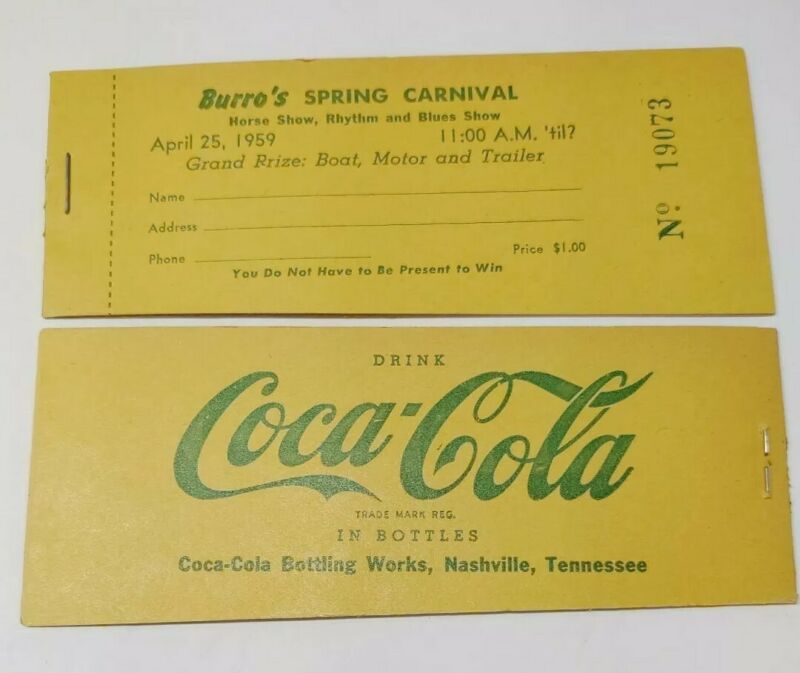 Burro's SPRING CARNIVAL
Horse Show, Rhythm and Blues Show
April 25, 1959 11:00 A.M. 'til?
Grand Prize: Boat, Motor and Trailer
Name
Address
Phone Price $1.00
You Do Not Have to Be Present to Win
No. 19073
DRINK
Coca-Cola
TRADE MARK REG.
IN BOTTLES
Coca-Cola Bottling Works, Nashville, Tennessee